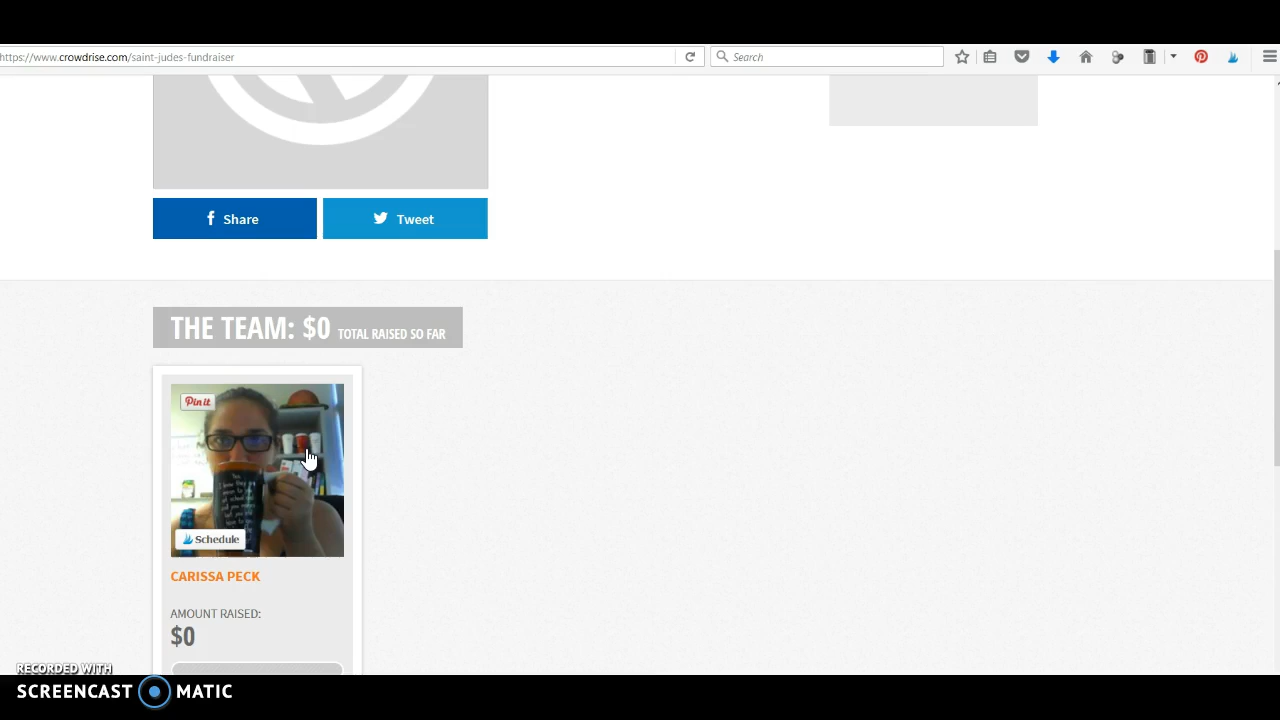 https://www.crowdrise.com/saint-judes-fundraiser
Search
f Share
Tweet
THE TEAM: $0 TOTAL RAISED SO FAR
Pin it
Schedule
CARISSA PECK
AMOUNT RAISED:
$0
RECORDED WITH
SCREENCAST MATIC